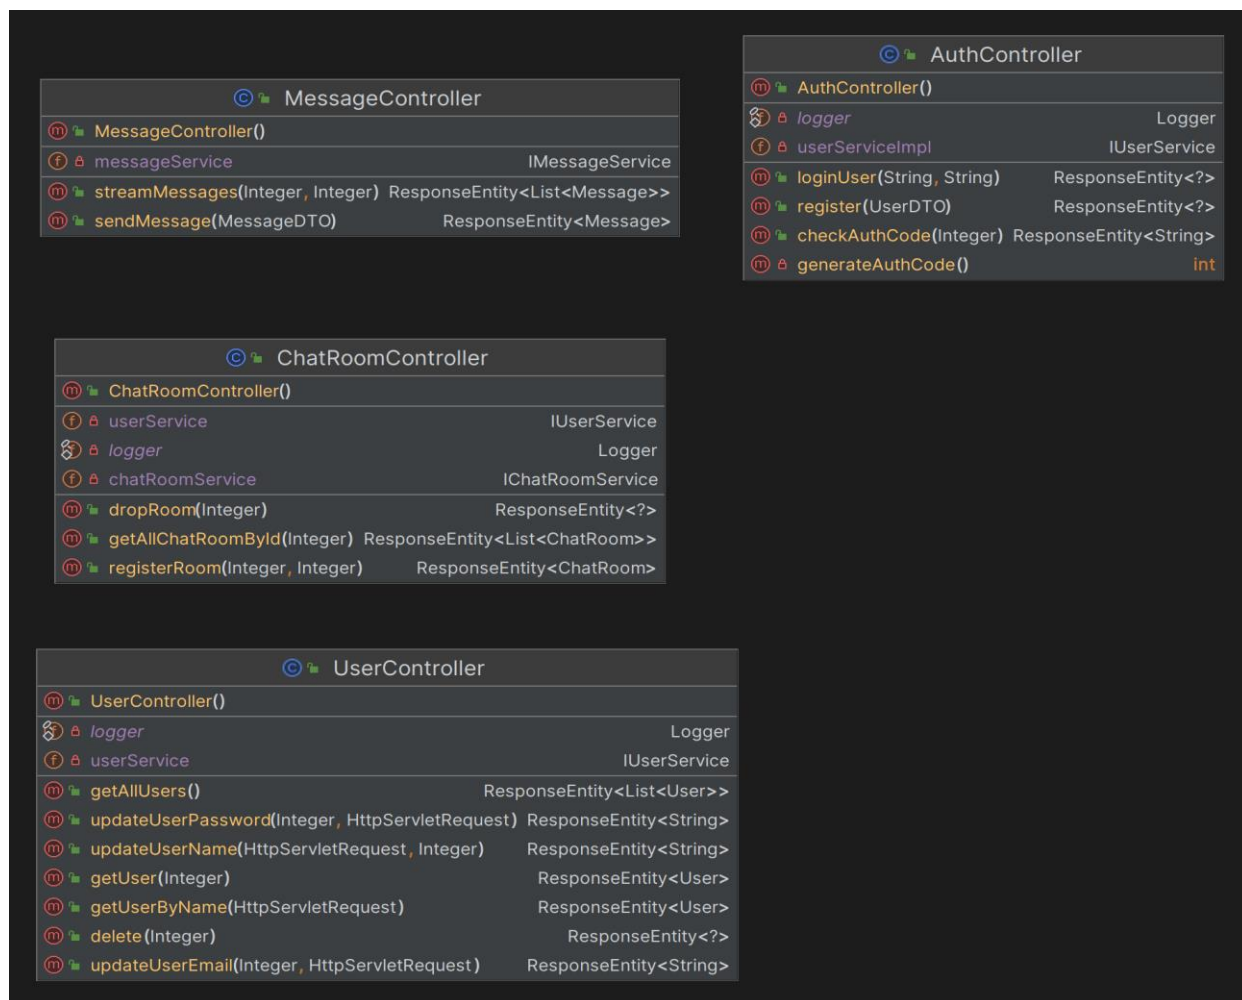 MessageController
MessageController()
messageService IMessageService
streamMessages(Integer, Integer) ResponseEntity<List<Message>>
sendMessage(MessageDTO) ResponseEntity<Message>
AuthController
AuthController()
logger Logger
userServiceImpl IUserService
loginUser(String, String) ResponseEntity<?>
register(UserDTO) ResponseEntity<?>
checkAuthCode(Integer) ResponseEntity<String>
generateAuthCode() int
ChatRoomController
ChatRoomController()
userService IUserService
logger Logger
chatRoomService IChatRoomService
dropRoom(Integer) ResponseEntity<?>
getAllChatRoomById(Integer) ResponseEntity<List<ChatRoom>>
registerRoom(Integer, Integer) ResponseEntity<ChatRoom>
UserController
UserController()
logger Logger
userService IUserService
getAllUsers() ResponseEntity<List<User>>
updateUserPassword(Integer, HttpServletRequest) ResponseEntity<String>
updateUserName(HttpServletRequest, Integer) ResponseEntity<String>
getUser(Integer) ResponseEntity<User>
getUserByName(HttpServletRequest) ResponseEntity<User>
delete(Integer) ResponseEntity<?>
updateUserEmail(Integer, HttpServletRequest) ResponseEntity<String>